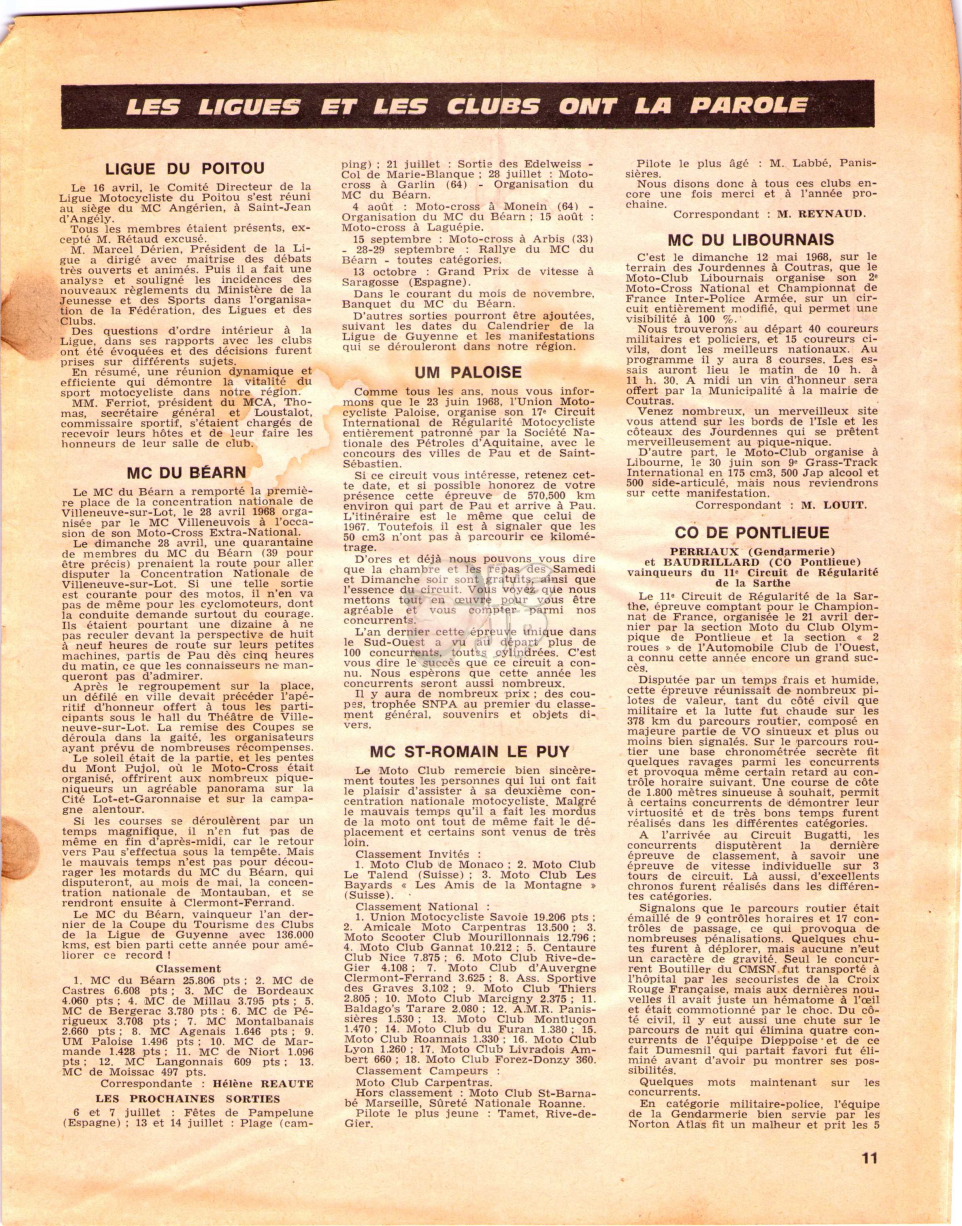 LES LIGUES ET LES CLUBS ONT LA PAROLE
LIGUE DU POITOU
Le 16 avril, le Comité Directeur de la
Ligue Motocycliste du Poitou s'est réuni
au siège du MC Angérien, à Saint-Jean
d'Angély.
Tous les membres étaient présents, ex-
cepté M. Rétaud excusé.
M. Marcel Dérien, Président de la Li-
gue a dirigé avec maitrise des débats
très ouverts et animés. Puis il a fait une
analyse et souligné les incidences des
nouveaux règlements du Ministère de la
Jeunesse et des Sports dans l'organisa-
tion de la Fédération, des Ligues et des
Clubs.
Des questions d'ordre intérieur à la
Ligue, dans ses rapports avec les clubs
ont été évoquées et des décisions furent
prises sur différents sujets.
En résumé, une réunion dynamique et
efficiente qui démontre la vitalité du
sport motocycliste dans notre région.
MM. Ferriot, président du MCA, Tho-
mas, secrétaire général et Loustalot,
commissaire sportif, s'étaient chargés de
recevoir leurs hôtes et de leur faire les
honneurs de leur salle de club.
MC DU BÉARN
Le MC du Béarn a remporté la premiè-
re place de la concentration nationale de
Villeneuve-sur-Lot, le 28 avril 1968 orga-
nisée par le MC Villeneuvois à l'occa-
sion de son Moto-Cross Extra-National.
Le dimanche 28 avril, une quarantaine
de membres du MC du Béarn (39 pour
être précis) prenaient la route pour aller
disputer la Concentration Nationale de
Villeneuve-sur-Lot. Si une telle sortie
est courante pour des motos, il n'en va
pas de même pour les cyclomoteurs, dont
la conduite demande surtout du courage.
Ils étaient pourtant une dizaine à ne
pas reculer devant la perspective de huit
à neuf heures de route sur leurs petites
machines, partis de Pau dès cinq heures
du matin, ce que les connaisseurs ne man-
queront pas d'admirer.
Après le regroupement sur la place,
un défilé en ville devait précéder l'apé-
ritif d'honneur offert à tous les parti-
cipants sous le hall du Théâtre de Ville-
neuve-sur-Lot. La remise des Coupes se
déroula dans la gaité, les organisateurs
ayant prévu de nombreuses récompenses.
Le soleil était de la partie, et les pentes
du Mont Pujol, où le Moto-Cross était
organisé, offrirent aux nombreux pique-
niqueurs un agréable panorama sur la
Cité Lot-et-Garonnaise et sur la campa-
gne alentour.
Si les courses se déroulèrent par un
temps magnifique, il n'en fut pas de
même en fin d'après-midi, car le retour
vers Pau s'effectua sous la tempête. Mais
le mauvais temps n'est pas pour décou-
rager les motards du MC du Béarn, qui
disputeront, au mois de mai, la concen-
tration nationale de Montauban, et se
rendront ensuite à Clermont-Ferrand.
Le MC du Béarn, vainqueur l'an der-
nier de la Coupe du Tourisme des Clubs
de la Ligue de Guyenne avec 136.000
kms, est bien parti cette année pour amé-
liorer ce record !
Classement
1. MC du Béarn 25.806 pts ; 2. MC de
Castres 6.608 pts ; 3. MC de Bordeaux
4.060 pts ; 4. MC de Millau 3.795 pts ; 5.
MC de Bergerac 3.780 pts ; 6. MC de Pé-
rigueux 3.708 pts ; 7. MC Montalbanais
2.660 pts ; 8. MC Agenais 1.646 pts ; 9.
UM Paloise 1.496 pts ; 10. MC de Mar-
mande 1.428 pts ; 11. MC de Niort 1.096
pts ; 12. MC Langonnais 609 pts ; 13.
MC de Moissac 497 pts.
Correspondante : Hélène REAUTE
LES PROCHAINES SORTIES
6 et 7 juillet : Fêtes de Pampelune
(Espagne) ; 13 et 14 juillet : Plage (cam-
ping) ; 21 juillet : Sortie des Edelweiss -
Col de Marie-Blanque ; 28 juillet : Moto-
cross à Garlin (64) - Organisation du
MC du Béarn.
4 août : Moto-cross à Monein (64) -
Organisation du MC du Béarn ; 15 août :
Moto-cross à Laguépie.
15 septembre : Moto-cross à Arbis (33)
- 28-29 septembre : Rallye du MC du
Béarn - toutes catégories.
13 octobre : Grand Prix de vitesse à
Saragosse (Espagne).
Dans le courant du mois de novembre,
Banquet du MC du Béarn.
D'autres sorties pourront être ajoutées,
suivant les dates du Calendrier de la
Ligue de Guyenne et les manifestations
qui se dérouleront dans notre région.
UM PALOISE
Comme tous les ans, nous vous infor-
mons que le 23 juin 1968, l'Union Moto-
cycliste Paloise, organise son 17e Circuit
International de Régularité Motocycliste
entièrement patronné par la Société Na-
tionale des Pétroles d'Aquitaine, avec le
concours des villes de Pau et de Saint-
Sébastien.
Si ce circuit vous intéresse, retenez cet-
te date, et si possible honorez de votre
présence cette épreuve de 570,500 km
environ qui part de Pau et arrive à Pau.
L'itinéraire est le même que celui de
1967. Toutefois il est à signaler que les
50 cm3 n'ont pas à parcourir ce kilomé-
trage.
D'ores et déjà nous pouvons vous dire
que la chambre et les repas des Samedi
et Dimanche soir sont gratuits, ainsi que
l'essence du circuit. Vous voyez que nous
mettons tout en œuvre pour vous être
agréable et vous compter parmi nos
concurrents.
L'an dernier cette épreuve unique dans
le Sud-Ouest a vu au départ plus de
100 concurrents, toutes cylindrées. C'est
vous dire le succès que ce circuit a con-
nu. Nous espérons que cette année les
concurrents seront aussi nombreux.
Il y aura de nombreux prix ; des cou-
pes, trophée SNPA au premier du classe-
ment général, souvenirs et objets di-
vers.
MC ST-ROMAIN LE PUY
Le Moto Club remercie bien sincère-
ment toutes les personnes qui lui ont fait
le plaisir d'assister à sa deuxième con-
centration nationale motocycliste. Malgré
le mauvais temps qu'il a fait les mordus
de la moto ont tout de même fait le dé-
placement et certains sont venus de très
loin.
Classement Invités :
1. Moto Club de Monaco ; 2. Moto Club
Le Talend (Suisse) ; 3. Moto Club Les
Bayards « Les Amis de la Montagne »
(Suisse).
Classement National :
1. Union Motocycliste Savoie 19.206 pts ;
2. Amicale Moto Carpentras 13.500 ; 3.
Moto Scooter Club Mourillonnais 12.796 ;
4. Moto Club Gannat 10.212 ; 5. Centaure
Club Nice 7.875 ; 6. Moto Club Rive-de-
Gier 4.108 ; 7. Moto Club d'Auvergne
Clermont-Ferrand 3.625 ; 8. Ass. Sportive
des Graves 3.102 ; 9. Moto Club Thiers
2.805 ; 10. Moto Club Marcigny 2.375 ; 11.
Baldago's Tarare 2.080 ; 12. A.M.R. Panis-
sières 1.530 ; 13. Moto Club Montluçon
1.470 ; 14. Moto Club du Furan 1.380 ; 15.
Moto Club Roannais 1.330 ; 16. Moto Club
Lyon 1.260 ; 17. Moto Club Livradois Am-
bert 660 ; 18. Moto Club Forez-Donzy 360.
Classement Campeurs :
Moto Club Carpentras.
Hors classement : Moto Club St-Barna-
bé Marseille, Sûreté Nationale Roanne.
Pilote le plus jeune : Tamet, Rive-de-
Gier.
Pilote le plus âgé : M. Labbé, Panis-
sières.
Nous disons donc à tous ces clubs en-
core une fois merci et à l'année pro-
chaine.
Correspondant : M. REYNAUD.
MC DU LIBOURNAIS
C'est le dimanche 12 mai 1968, sur le
terrain des Jourdennes à Coutras, que le
Moto-Club Libournais organise son 2e
Moto-Cross National et Championnat de
France Inter-Police Armée, sur un cir-
cuit entièrement modifié, qui permet une
visibilité à 100 %.
Nous trouverons au départ 40 coureurs
militaires et policiers, et 15 coureurs ci-
vils, dont les meilleurs nationaux. Au
programme il y aura 8 courses. Les es-
sais auront lieu le matin de 10 h. à
11 h. 30. A midi un vin d'honneur sera
offert par la Municipalité à la mairie de
Coutras.
Venez nombreux, un merveilleux site
vous attend sur les bords de l'Isle et les
côteaux des Jourdennes qui se prêtent
merveilleusement au pique-nique.
D'autre part, le Moto-Club organise à
Libourne, le 30 juin son 9e Grass-Track
International en 175 cm3, 500 Jap alcool et
500 side-articulé, mais nous reviendrons
sur cette manifestation.
Correspondant : M. LOUIT.
CO DE PONTLIEUE
PERRIAUX (Gendarmerie)
et BAUDRILLARD (CO Pontlieue)
vainqueurs du 11e Circuit de Régularité
de la Sarthe
Le 11e Circuit de Régularité de la Sar-
the, épreuve comptant pour le Champion-
nat de France, organisée le 21 avril der-
nier par la section Moto du Club Olym-
pique de Pontlieue et la section « 2
roues » de l'Automobile Club de l'Ouest,
a connu cette année encore un grand suc-
cès.
Disputée par un temps frais et humide,
cette épreuve réunissait de nombreux pi-
lotes de valeur, tant du côté civil que
militaire et la lutte fut chaude sur les
378 km du parcours routier, composé en
majeure partie de VO sinueux et plus ou
moins bien signalés. Sur le parcours rou-
tier une base chronométrée secrète fit
quelques ravages parmi les concurrents
et provoqua même certain retard au con-
trôle horaire suivant. Une course de côte
de 1.800 mètres sinueuse à souhait, permit
à certains concurrents de démontrer leur
virtuosité et de très bons temps furent
réalisés dans les différentes catégories.
A l'arrivée au Circuit Bugatti, les
concurrents disputèrent la dernière
épreuve de classement, à savoir une
épreuve de vitesse individuelle sur 3
tours de circuit. Là aussi, d'excellents
chronos furent réalisés dans les différen-
tes catégories.
Signalons que le parcours routier était
émaillé de 9 contrôles horaires et 17 con-
trôles de passage, ce qui provoqua de
nombreuses pénalisations. Quelques chu-
tes furent à déplorer, mais aucune n'eut
un caractère de gravité. Seul le concur-
rent Boutiller du CMSN fut transporté à
l'hôpital par les secouristes de la Croix
Rouge Française, mais aux dernières nou-
velles il avait juste un hématome à l'œil
et était commotionné par le choc. Du cô-
té civil, il y eut aussi une chute sur le
parcours de nuit qui élimina quatre con-
currents de l'équipe Dieppoise et de ce
fait Dumesnil qui partait favori fut éli-
miné avant d'avoir pu montrer ses pos-
sibilités.
Quelques mots maintenant sur les
concurrents.
En catégorie militaire-police, l'équipe
de la Gendarmerie bien servie par les
Norton Atlas fit un malheur et prit les 5
11